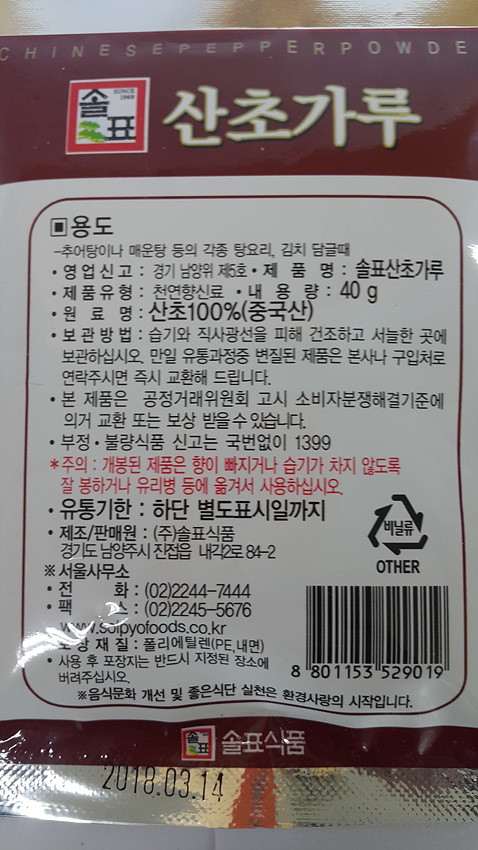 CHINESE PEPPER POWDE
솔표 SINCE 1969
산초가루
▣용도
-추어탕이나 매운탕 등의 각종 탕요리, 김치 담글때
• 영업신고 : 경기 남양위 제5호 • 제 품 명 : 솔표산초가루
• 제품유형 : 천연향신료 • 내 용 량 : 40 g
• 원 료 명 : 산초100%(중국산)
• 보관방법 : 습기와 직사광선을 피해 건조하고 서늘한 곳에
보관하십시오. 만일 유통과정중 변질된 제품은 본사나 구입처로
연락주시면 즉시 교환해 드립니다.
• 본 제품은 공정거래위원회 고시 소비자분쟁해결기준에
의거 교환 또는 보상 받을 수 있습니다.
• 부정 • 불량식품 신고는 국번없이 1399
*주의 : 개봉된 제품은 향이 빠지거나 습기가 차지 않도록
잘 봉하거나 유리병 등에 옮겨서 사용하십시오.
• 유통기한 : 하단 별도표시일까지
• 제조/판매원 : (주)솔표식품
경기도 남양주시 진접읍 내각2로 84-2
※서울사무소
• 전 화 : (02)2244-7444
• 팩 스 : (02)2245-5676
www.solpyofoods.co.kr
포장 재질 : 폴리에틸렌(PE,내면)
• 사용 후 포장지는 반드시 지정된 장소에
버려주십시오.
비닐류
OTHER
8 801153 529019
※음식문화 개선 및 좋은식단 실천은 환경사랑의 시작입니다.
솔표 솔표식품
2018.03.14